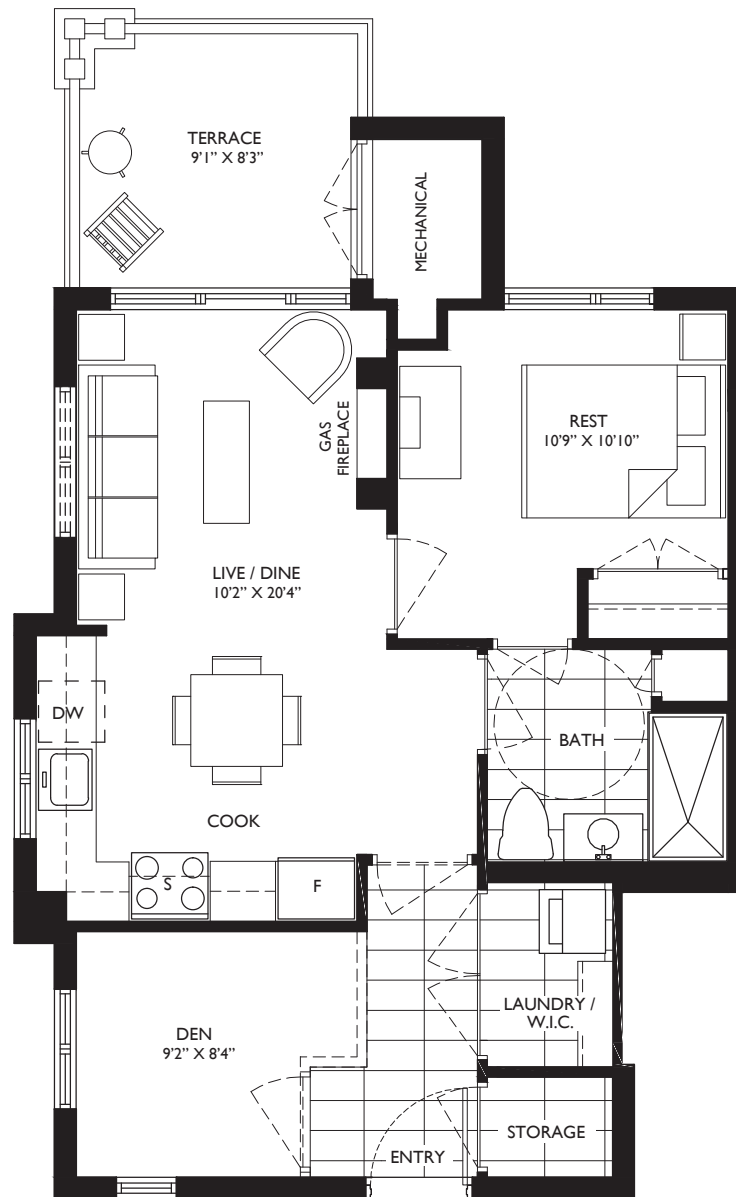 TERRACE
9'1" X 8'3"
MECHANICAL
GAS
FIREPLACE
REST
10'9" X 10'10"
LIVE / DINE
10'2" X 20'4"
DW
BATH
COOK
S
F
DEN
9'2" X 8'4"
LAUNDRY /
W.I.C.
STORAGE
ENTRY